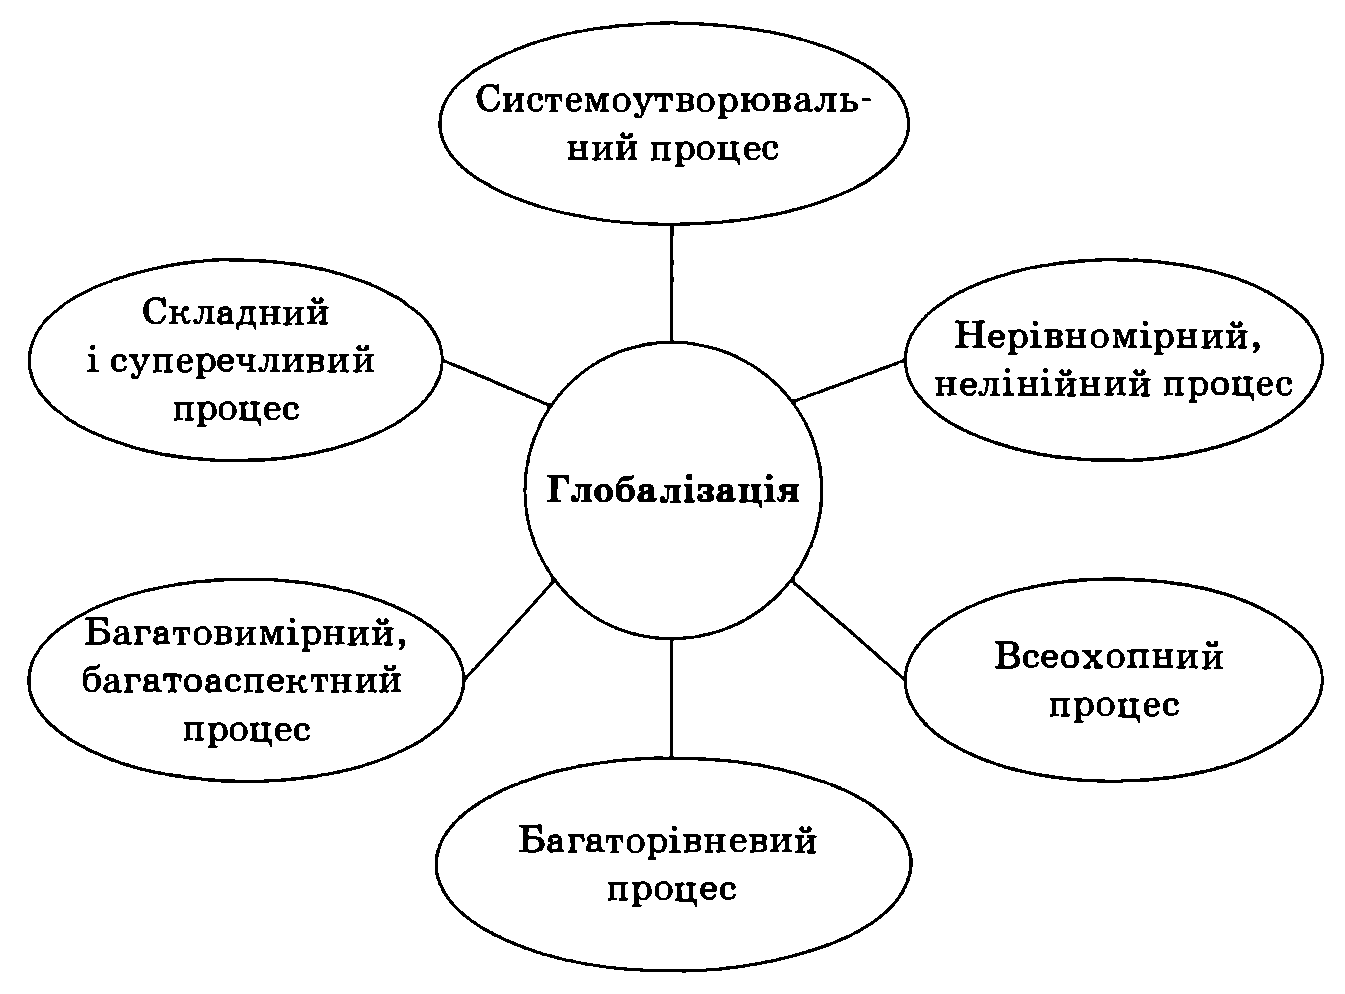 Системоутворюваль-
ний процес
Складний
і суперечливий
процес
Нерівномірний,
нелінійний процес
Глобалізація
Багатовимірний,
багатоаспектний
процес
Всеохопний
процес
Багаторівневий
процес